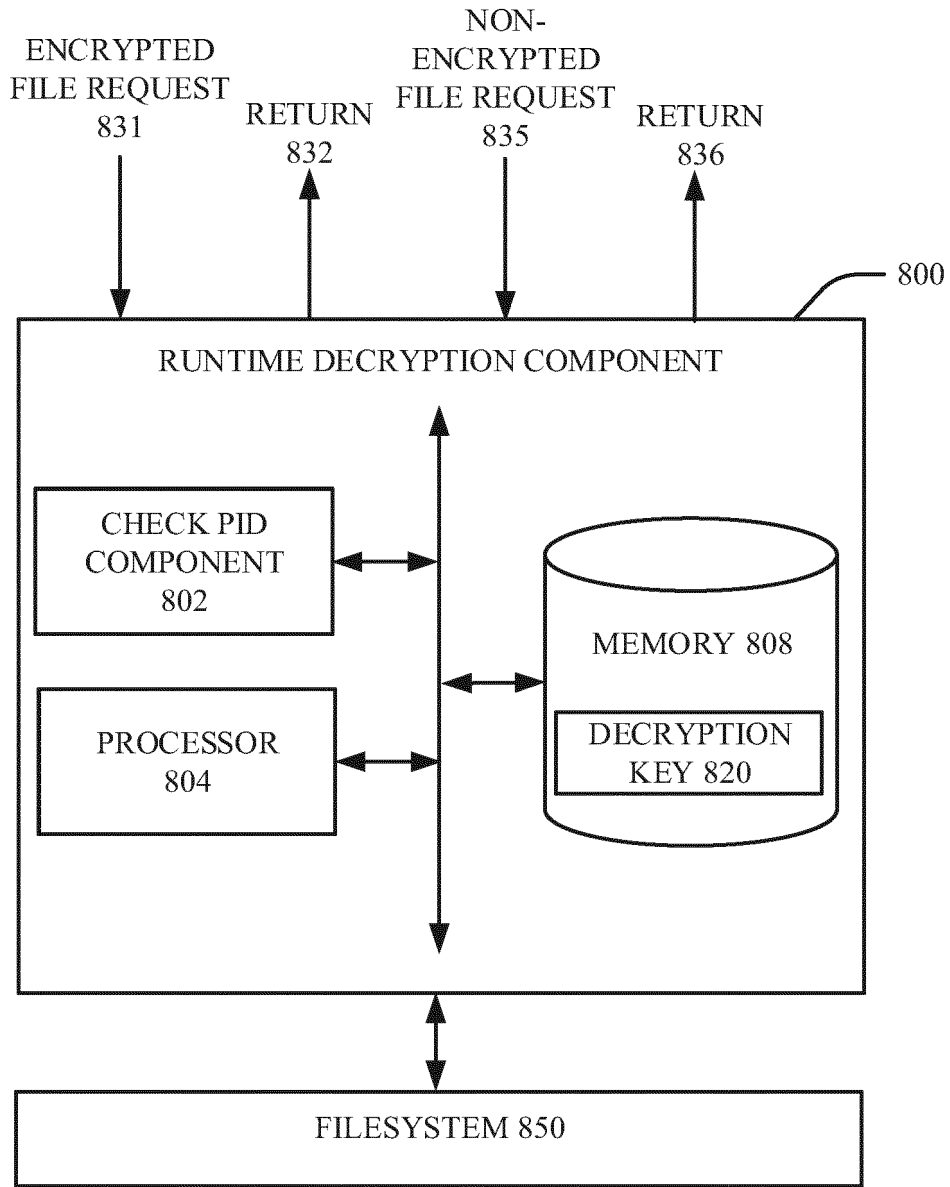 ENCRYPTED
FILE REQUEST
831
RETURN
832
NON-
ENCRYPTED
FILE REQUEST
835
RETURN
836
800
RUNTIME DECRYPTION COMPONENT
CHECK PID
COMPONENT
802
MEMORY 808
PROCESSOR
804
DECRYPTION
KEY 820
FILESYSTEM 850